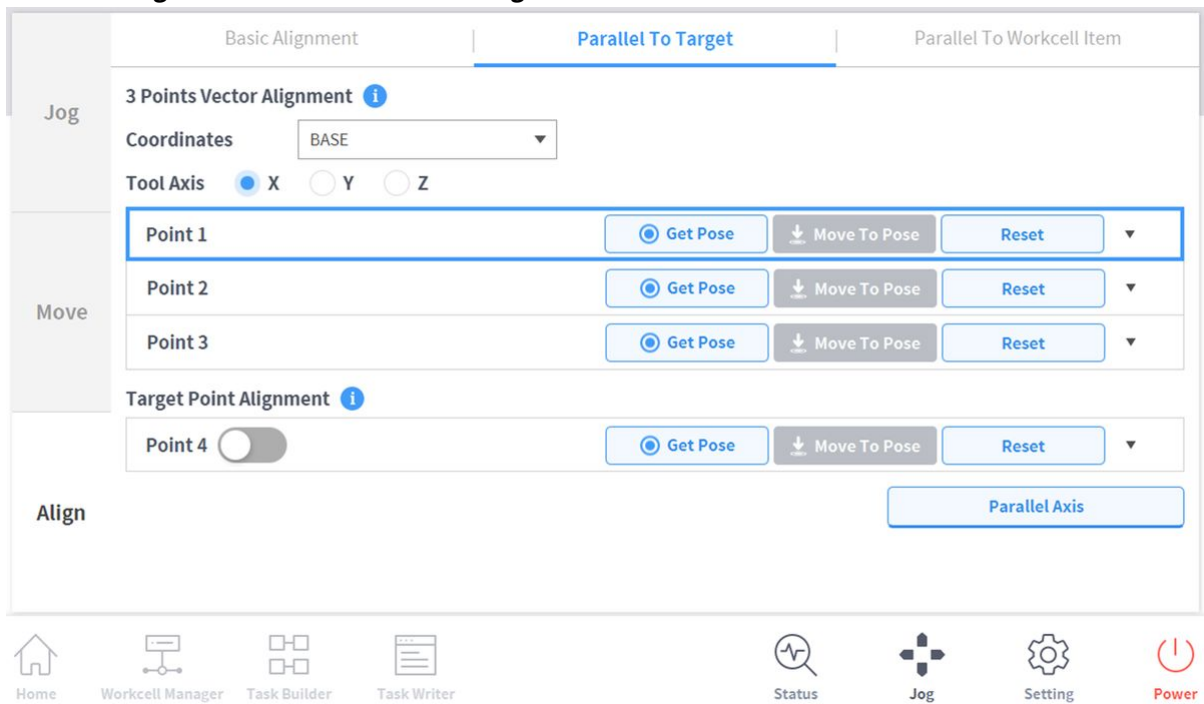 Basic Alignment
Parallel To Target
Parallel To Workcell Item
Jog
3 Points Vector Alignment
Coordinates BASE
Tool Axis X Y Z
Point 1 Get Pose Move To Pose Reset
Point 2 Get Pose Move To Pose Reset
Move
Point 3 Get Pose Move To Pose Reset
Target Point Alignment
Point 4 Get Pose Move To Pose Reset
Align
Parallel Axis
Home
Workcell Manager
Task Builder
Task Writer
Status
Jog
Setting
Power